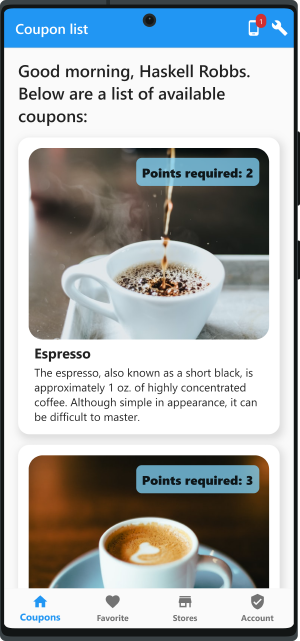 Coupon list
1
Good morning, Haskell Robbs.
Below are a list of available
coupons:
Points required: 2
Espresso
The espresso, also known as a short black, is
approximately 1 oz. of highly concentrated
coffee. Although simple in appearance, it can
be difficult to master.
Points required: 3
Coupons
Favorite
Stores
Account